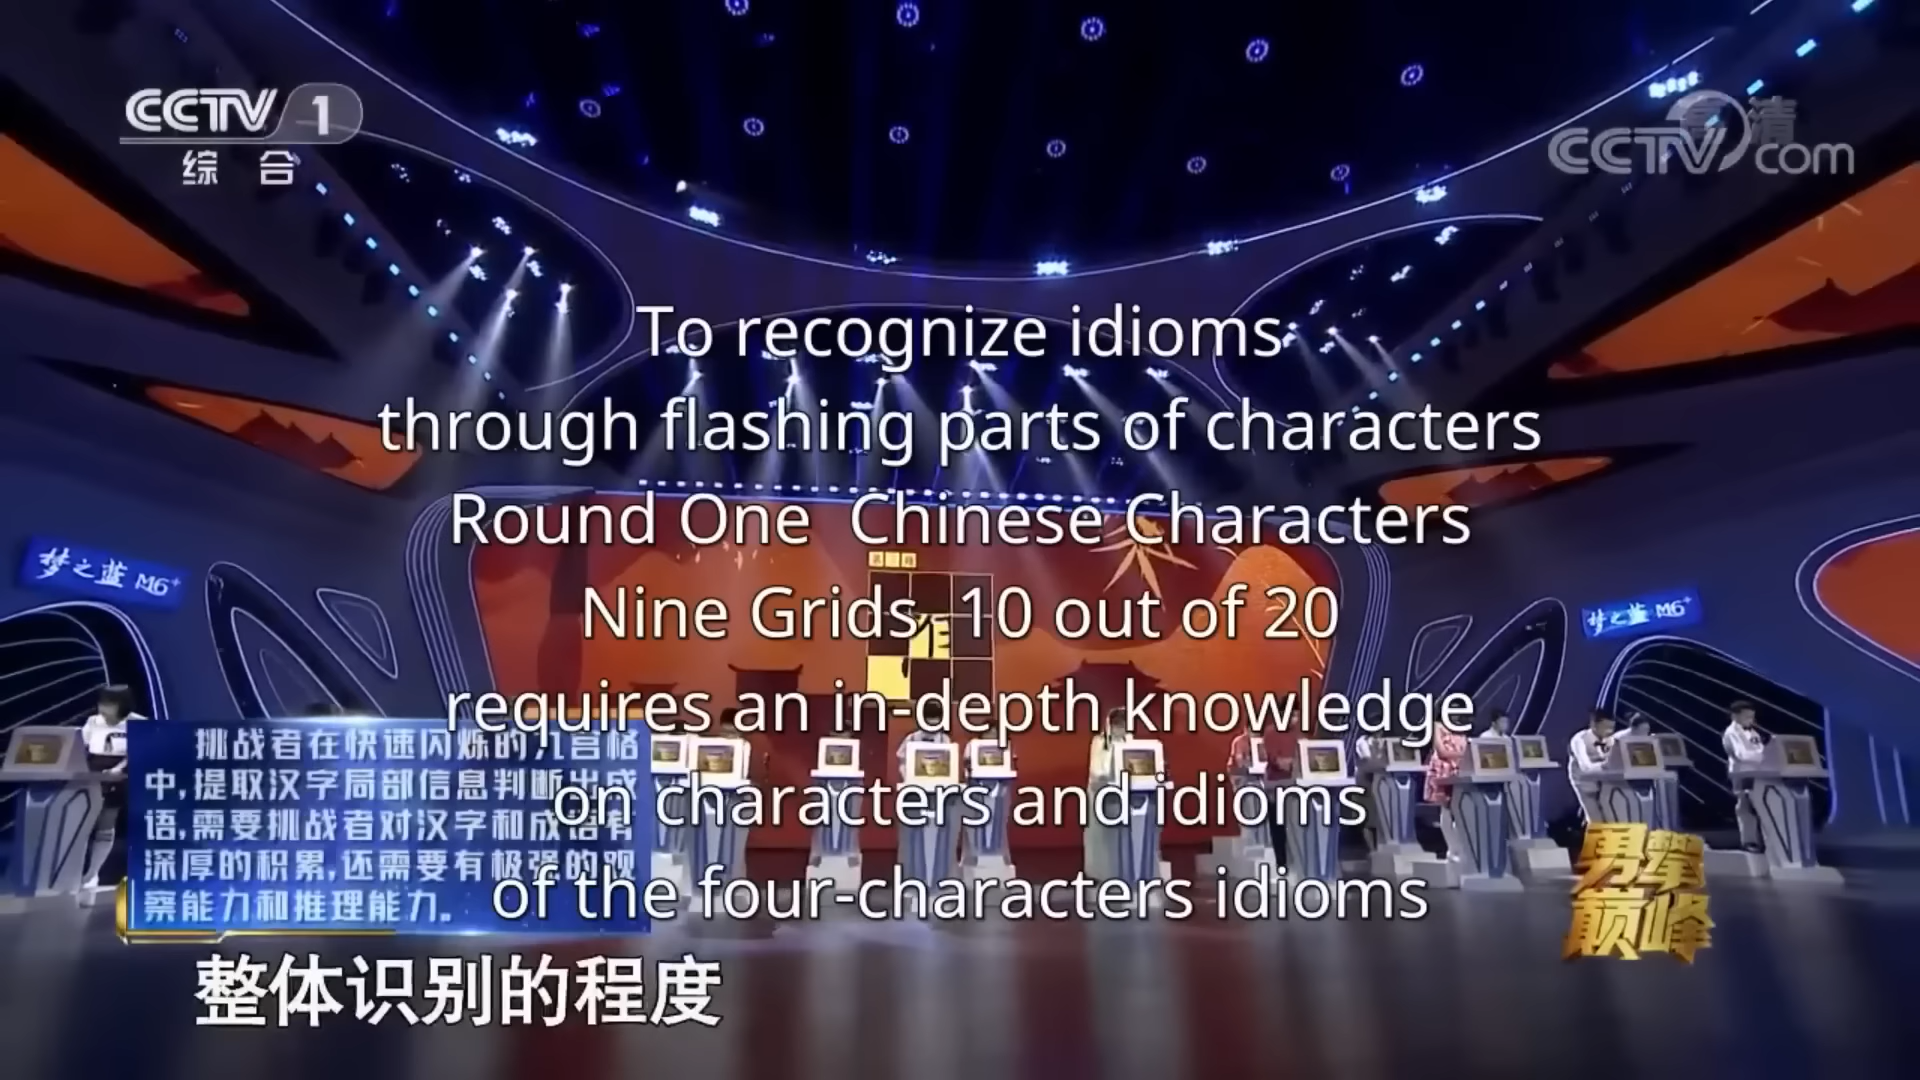 CCTV 1
综合
高清
CCTV com
To recognize idioms
through flashing parts of characters
Round One  Chinese Characters
Nine Grids  10 out of 20
requires an in-depth knowledge
on characters and idioms
of the four-characters idioms
梦之蓝 M6+
梦之蓝 M6+
挑战者在快速闪烁的九宫格
中,提取汉字局部信息判断出成
语,需要挑战者对汉字和成语有
深厚的积累,还需要有极强的观
察能力和推理能力。
勇攀
巅峰
整体识别的程度